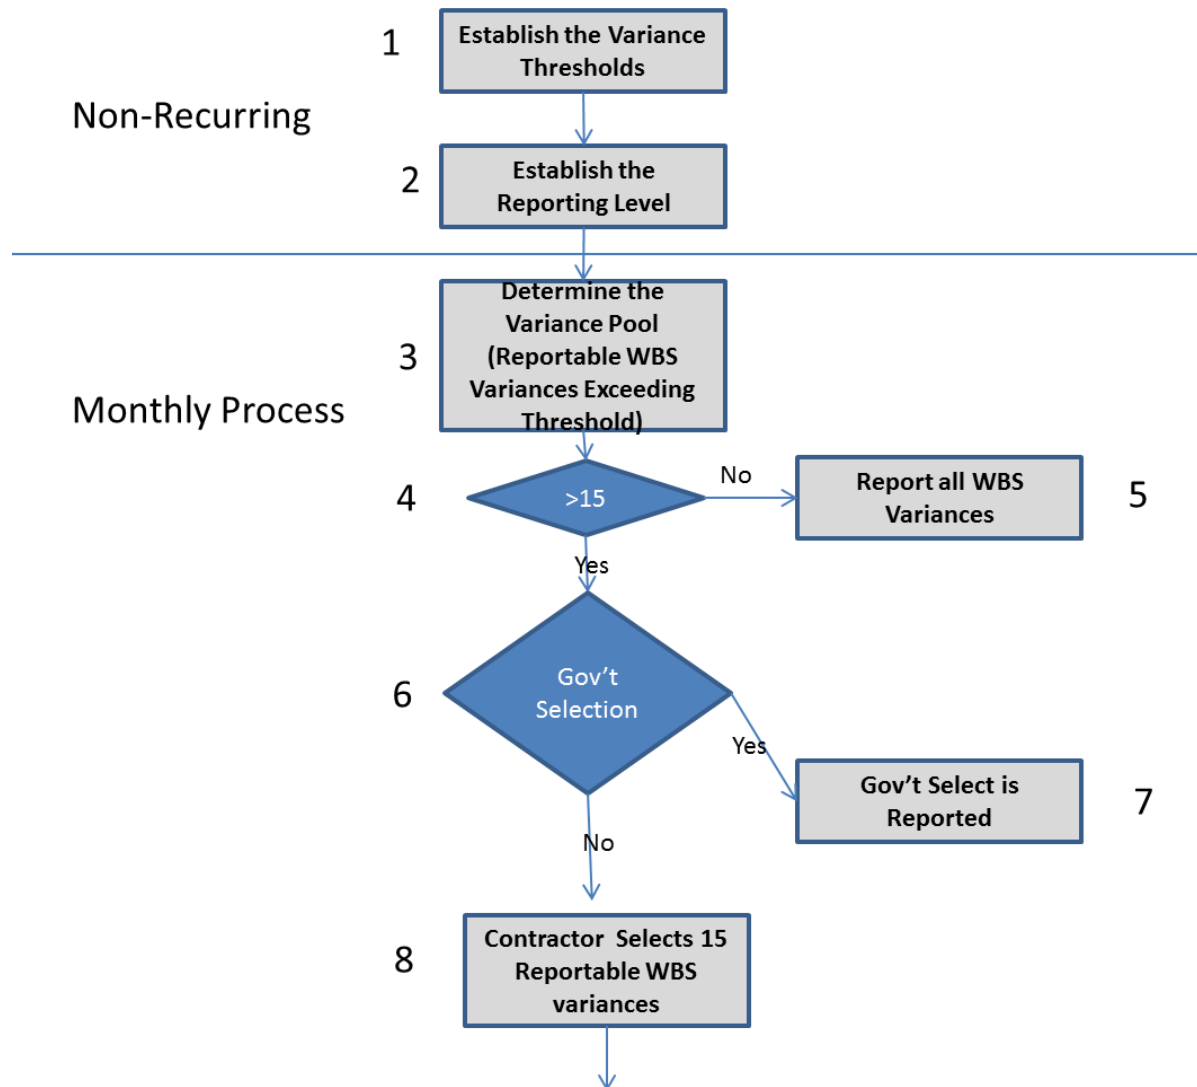 1
Establish the Variance
Thresholds
Non-Recurring
2
Establish the
Reporting Level
Determine the
Variance Pool
(Reportable WBS
Variances Exceeding
Threshold)
3
Monthly Process
4
>15
No
Report all WBS
Variances
5
Yes
6
Gov't
Selection
Yes
Gov't Select is
Reported
7
No
8
Contractor Selects 15
Reportable WBS
variances